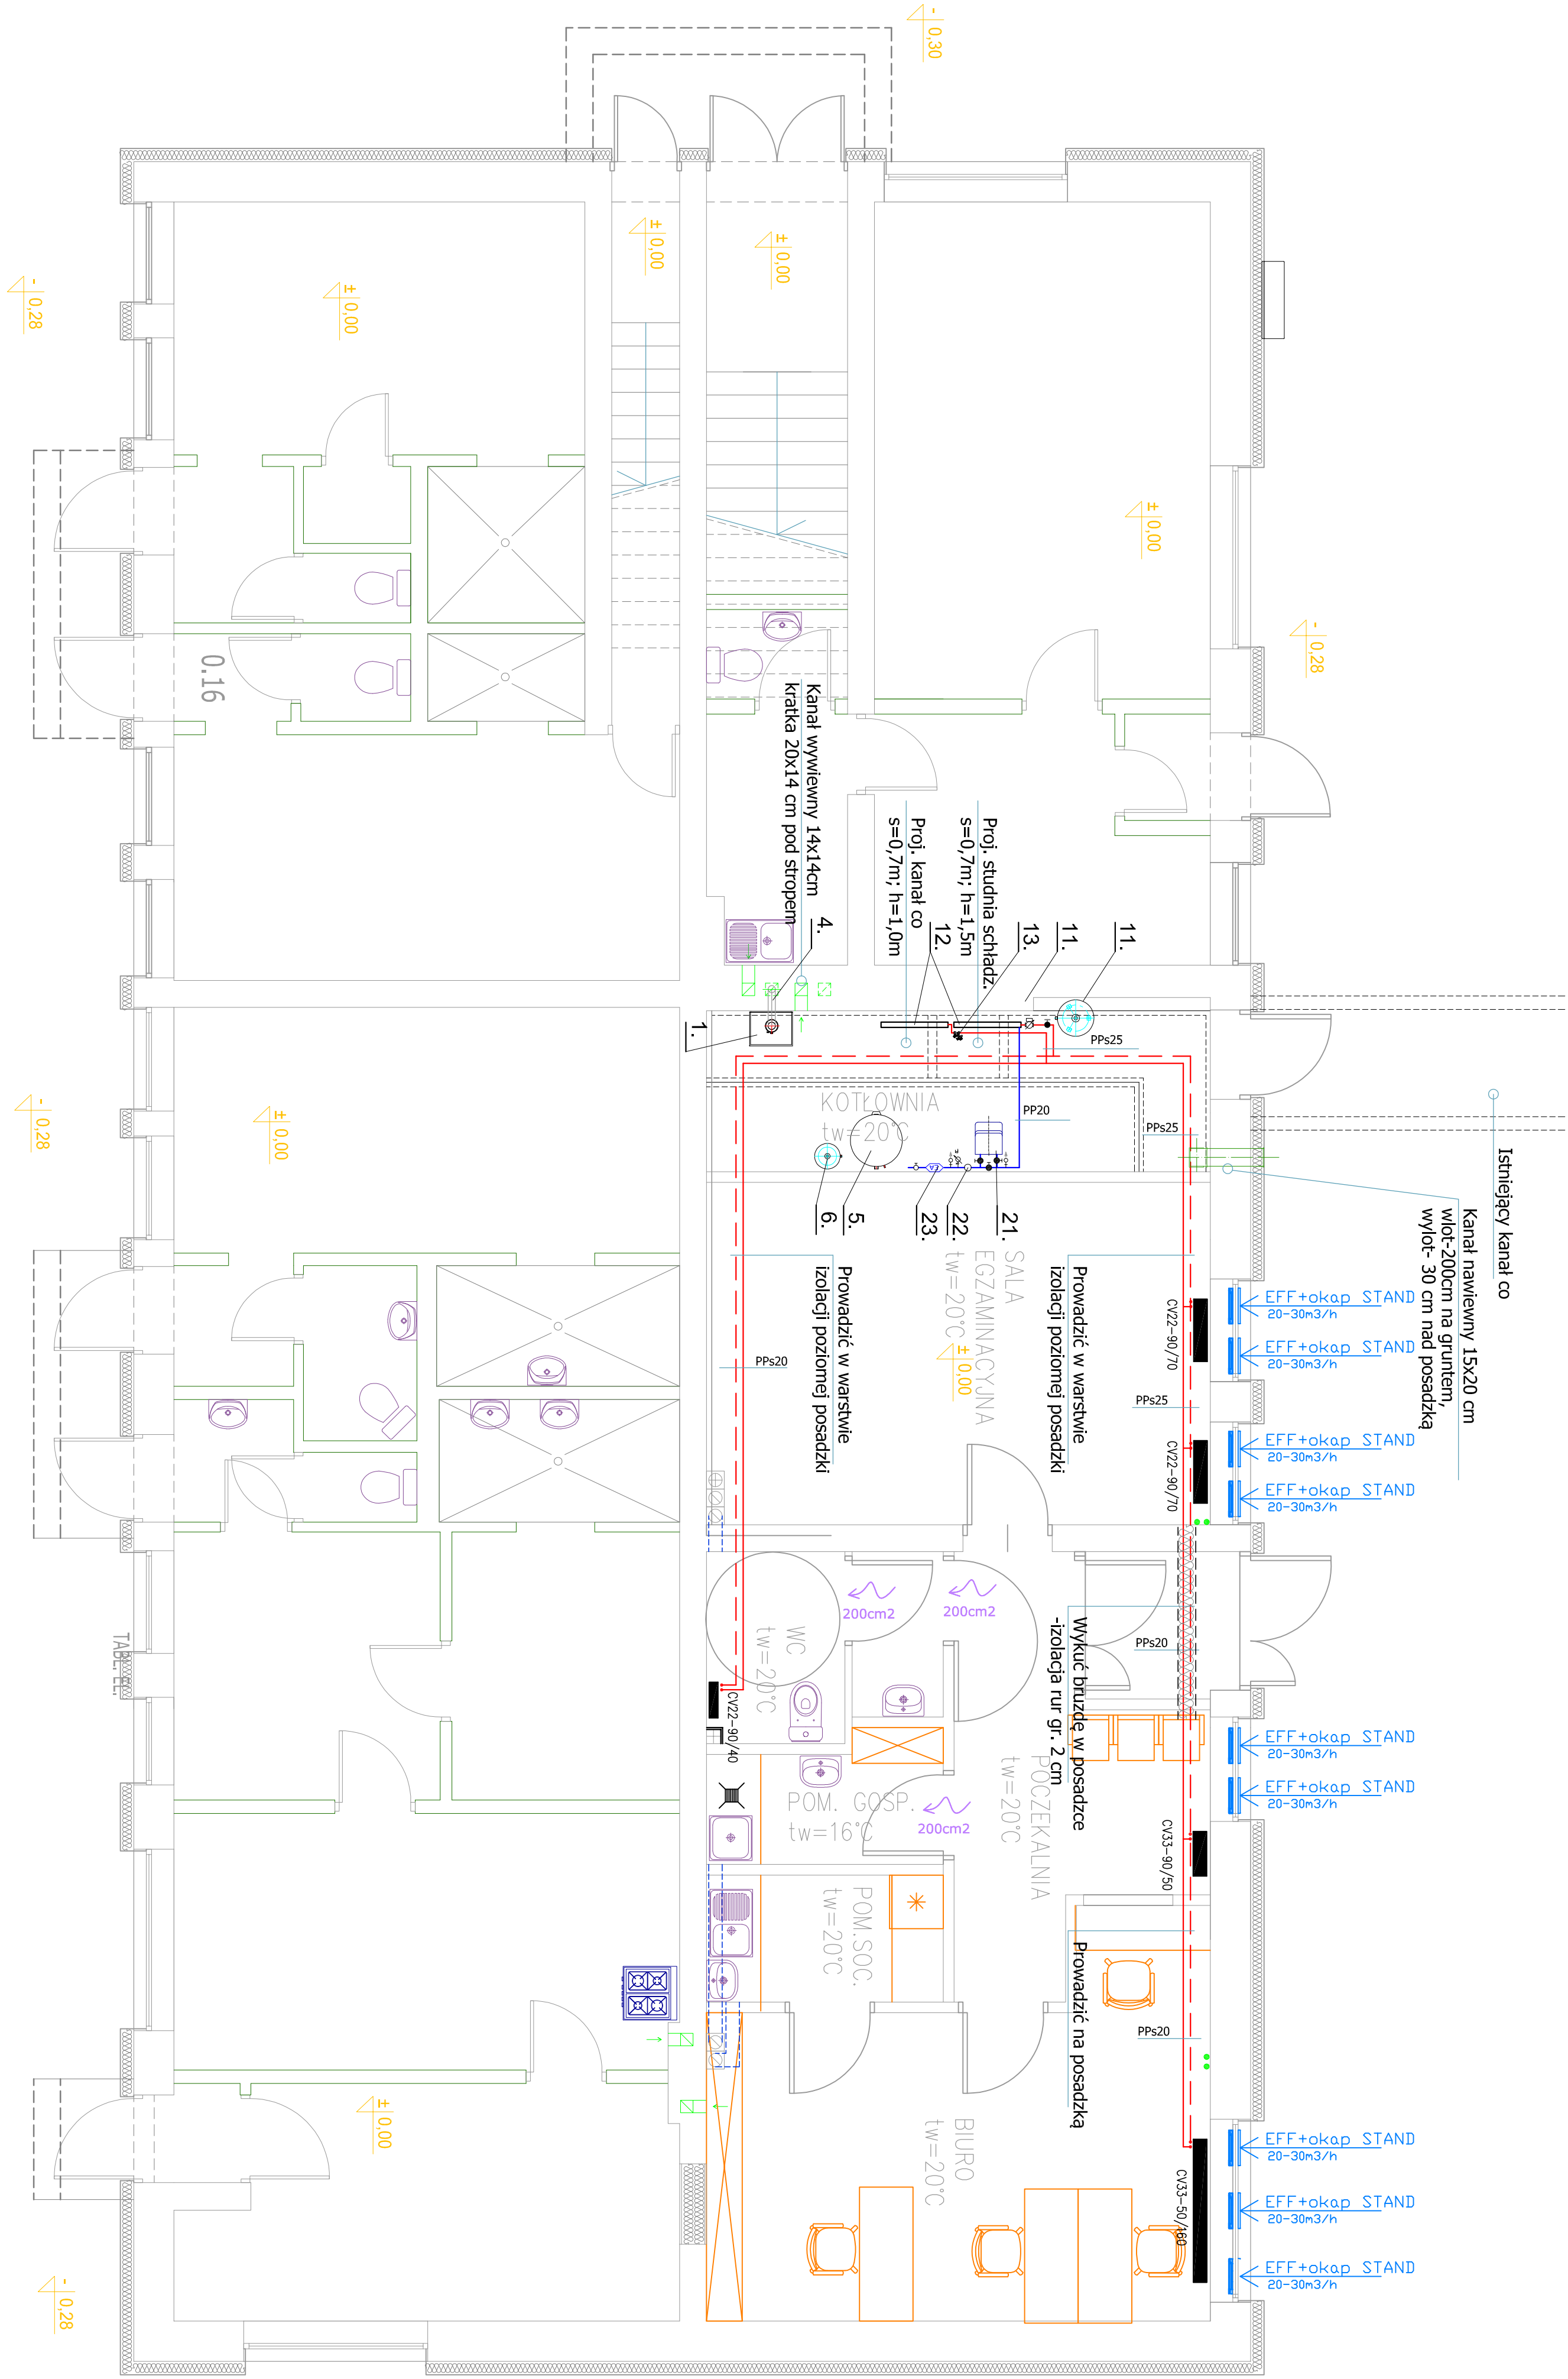 - 0,30
± 0,00
± 0,00
± 0,00
- 0,28
± 0,00
- 0,28
0.16
Kanał wywiewny 14x14cm
kratka 20x14 cm pod stropem
Proj. studnia schładz.
s=0,7m; h=1,5m
Proj. kanał co
s=0,7m; h=1,0m
4.
12.
13.
11.
11.
1.
PPs25
KOTŁOWNIA
tw=20°C
PP20
PPs25
Istniejący kanał co
Kanał nawiewny 15x20 cm
wlot-200cm na gruntem,
wylot- 30 cm nad posadzką
EA
6.
5.
23.
22.
21.
- 0,28
± 0,00
SALA
EGZAMINACYJNA
tw=20°C
± 0,00
Prowadzić w warstwie
izolacji poziomej posadzki
Prowadzić w warstwie
izolacji poziomej posadzki
PPs20
PPs25
CV22-90/70
CV22-90/70
EFF+okap STAND
20-30m3/h
EFF+okap STAND
20-30m3/h
EFF+okap STAND
20-30m3/h
EFF+okap STAND
20-30m3/h
200cm2
200cm2
WC
tw=20°C
CV22-90/40
Wykuć bruzdę w posadzce
-izolacja rur gr. 2 cm
PPs20
TABL.EL.
POCZEKALNIA
tw=20°C
POM. GOSP.
tw=16°C
200cm2
CV33-90/50
EFF+okap STAND
20-30m3/h
EFF+okap STAND
20-30m3/h
POM.SOC.
tw=20°C
Prowadzić na posadzką
PPs20
± 0,00
BIURO
tw=20°C
CV33-50/160
EFF+okap STAND
20-30m3/h
EFF+okap STAND
20-30m3/h
EFF+okap STAND
20-30m3/h
- 0,28